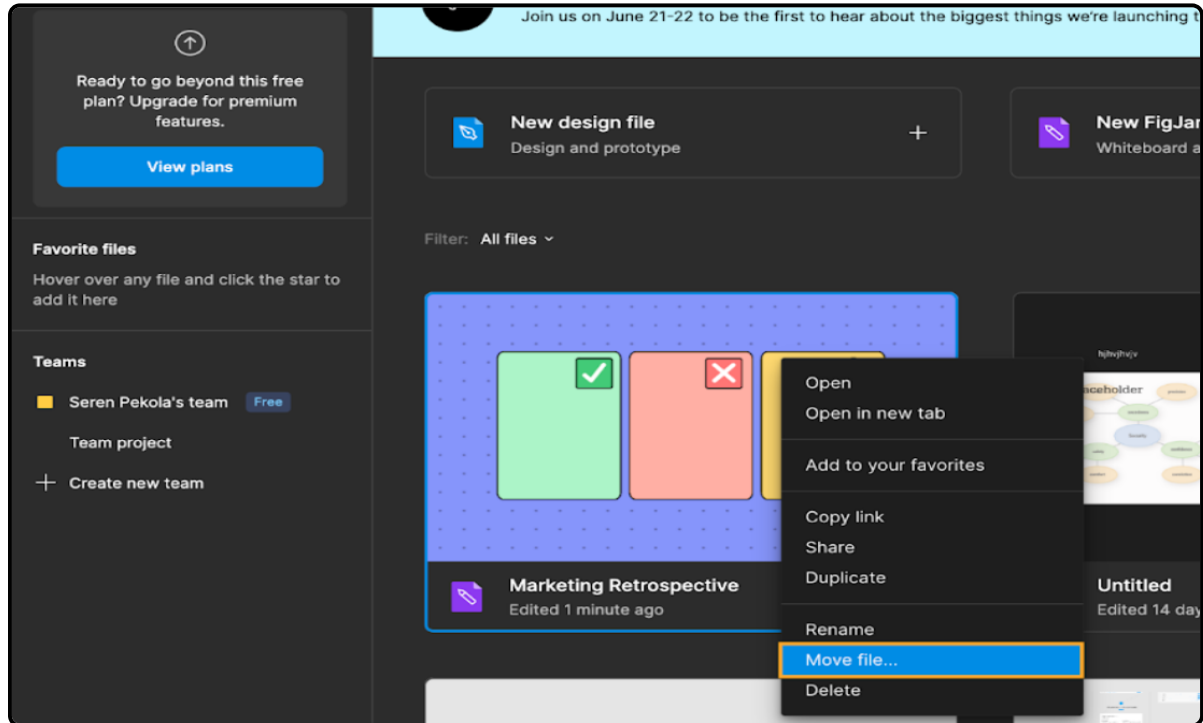 Join us on June 21-22 to be the first to hear about the biggest things we're launching
Ready to go beyond this free
plan? Upgrade for premium
features.
View plans
New design file
Design and prototype
New
Whiteboard
Favorite files
Hover over any file and click the star to
add it here
Filter: All files
Teams
Seren Pekola's team Free
Team project
Create new team
hjhvjhvjv
Open
Open in new tab
Add to your favorites
Copy link
Share
Duplicate
Rename
Move file...
Delete
Marketing Retrospective
Edited 1 minute ago
Untitled
Edited 14